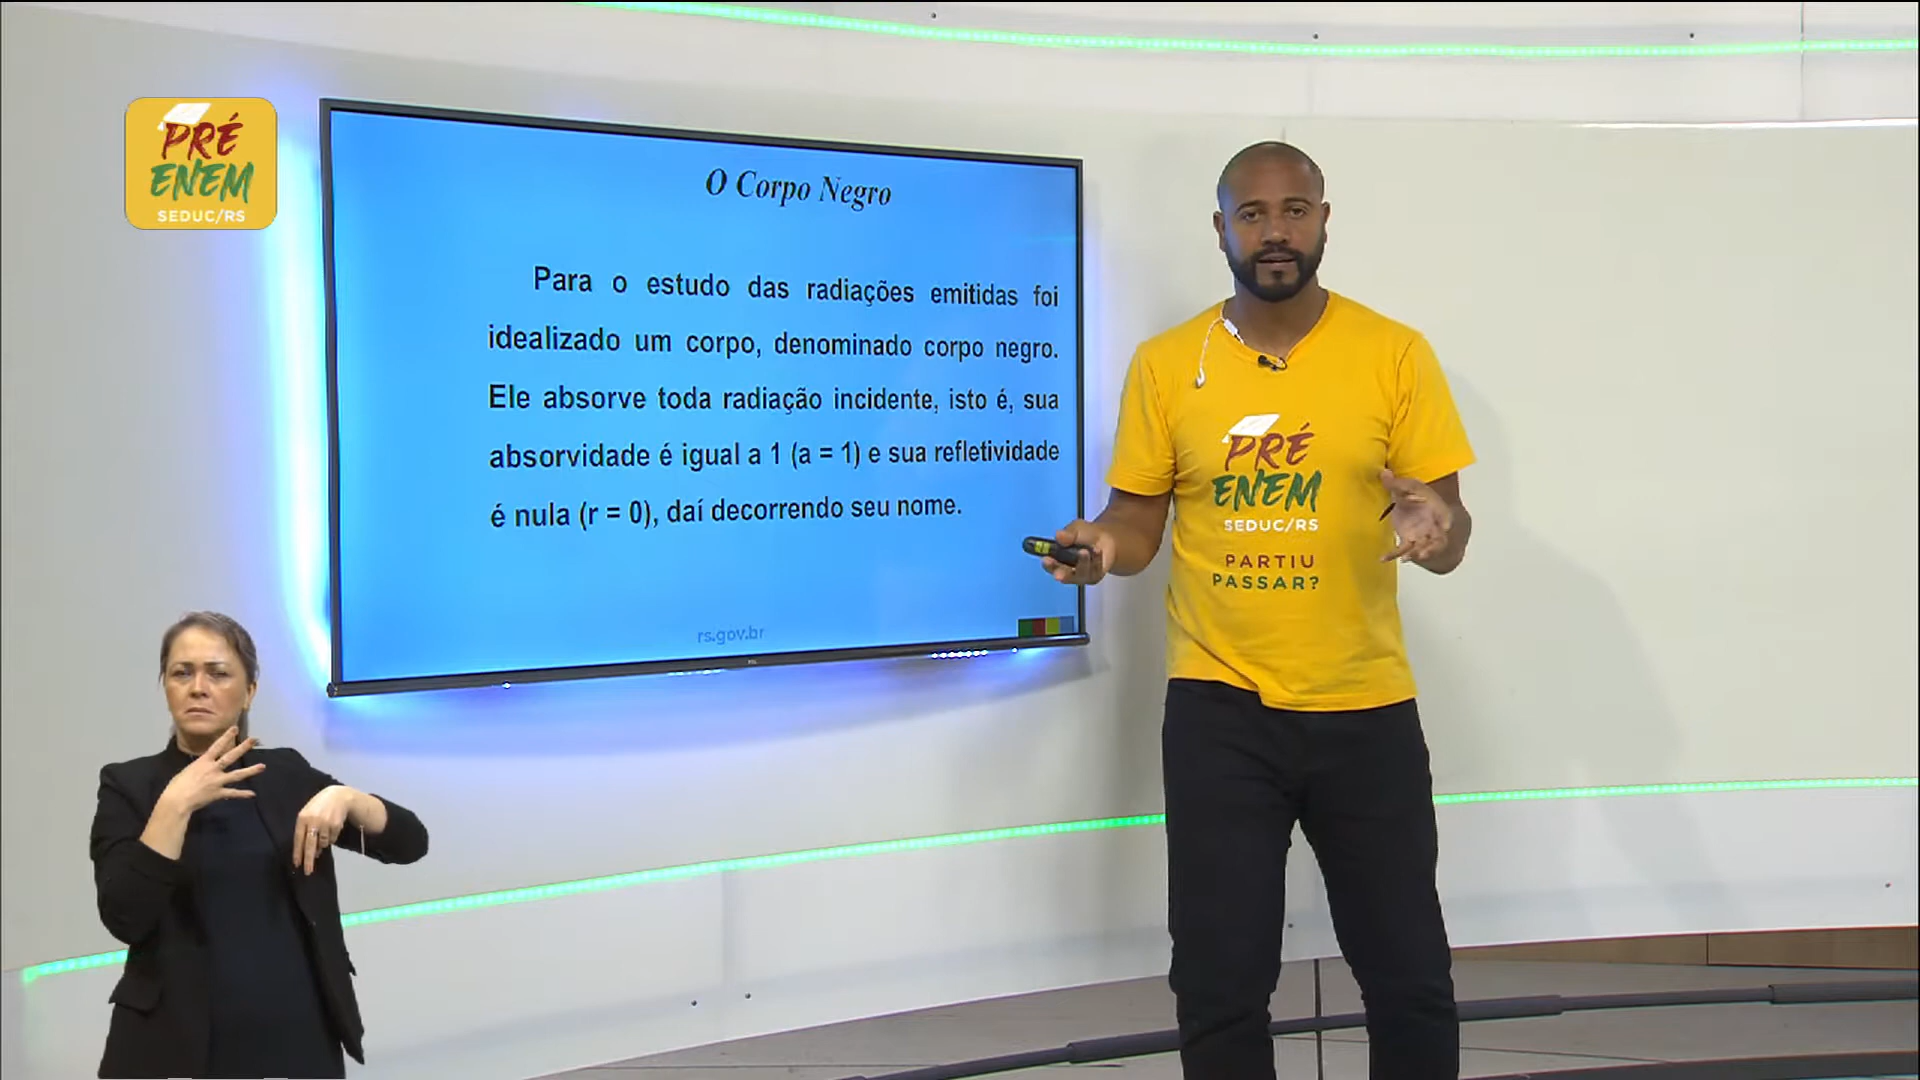 PRÉ
ENEM
SEDUC/RS
O Corpo Negro
Para o estudo das radiações emitidas foi
idealizado um corpo, denominado corpo negro.
Ele absorve toda radiação incidente, isto é, sua
absorvidade é igual a 1 (a = 1) e sua refletividade
é nula (r = 0), daí decorrendo seu nome.
rs.gov.br
PRÉ
ENEM
SEDUC/RS
PARTIU
PASSAR?